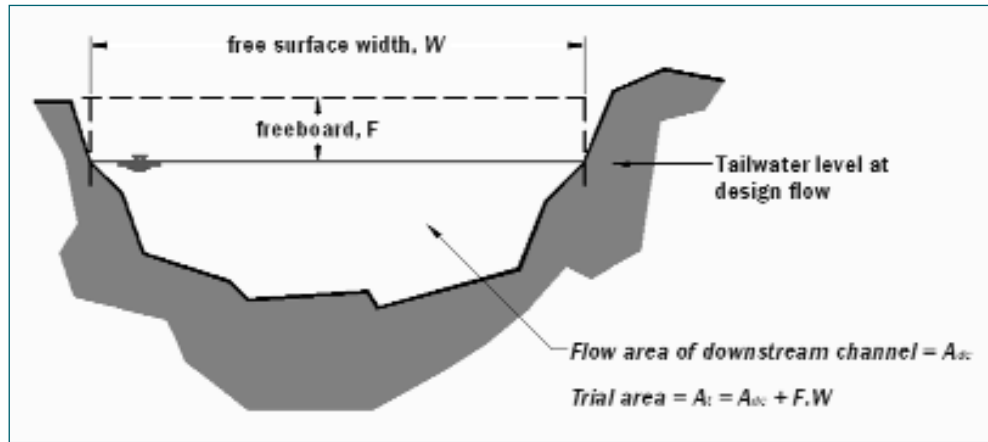 free surface width, W
freeboard, F
Tailwater level at
design flow
Flow area of downstream channel = Adc
Trial area = At = Adc + F.W